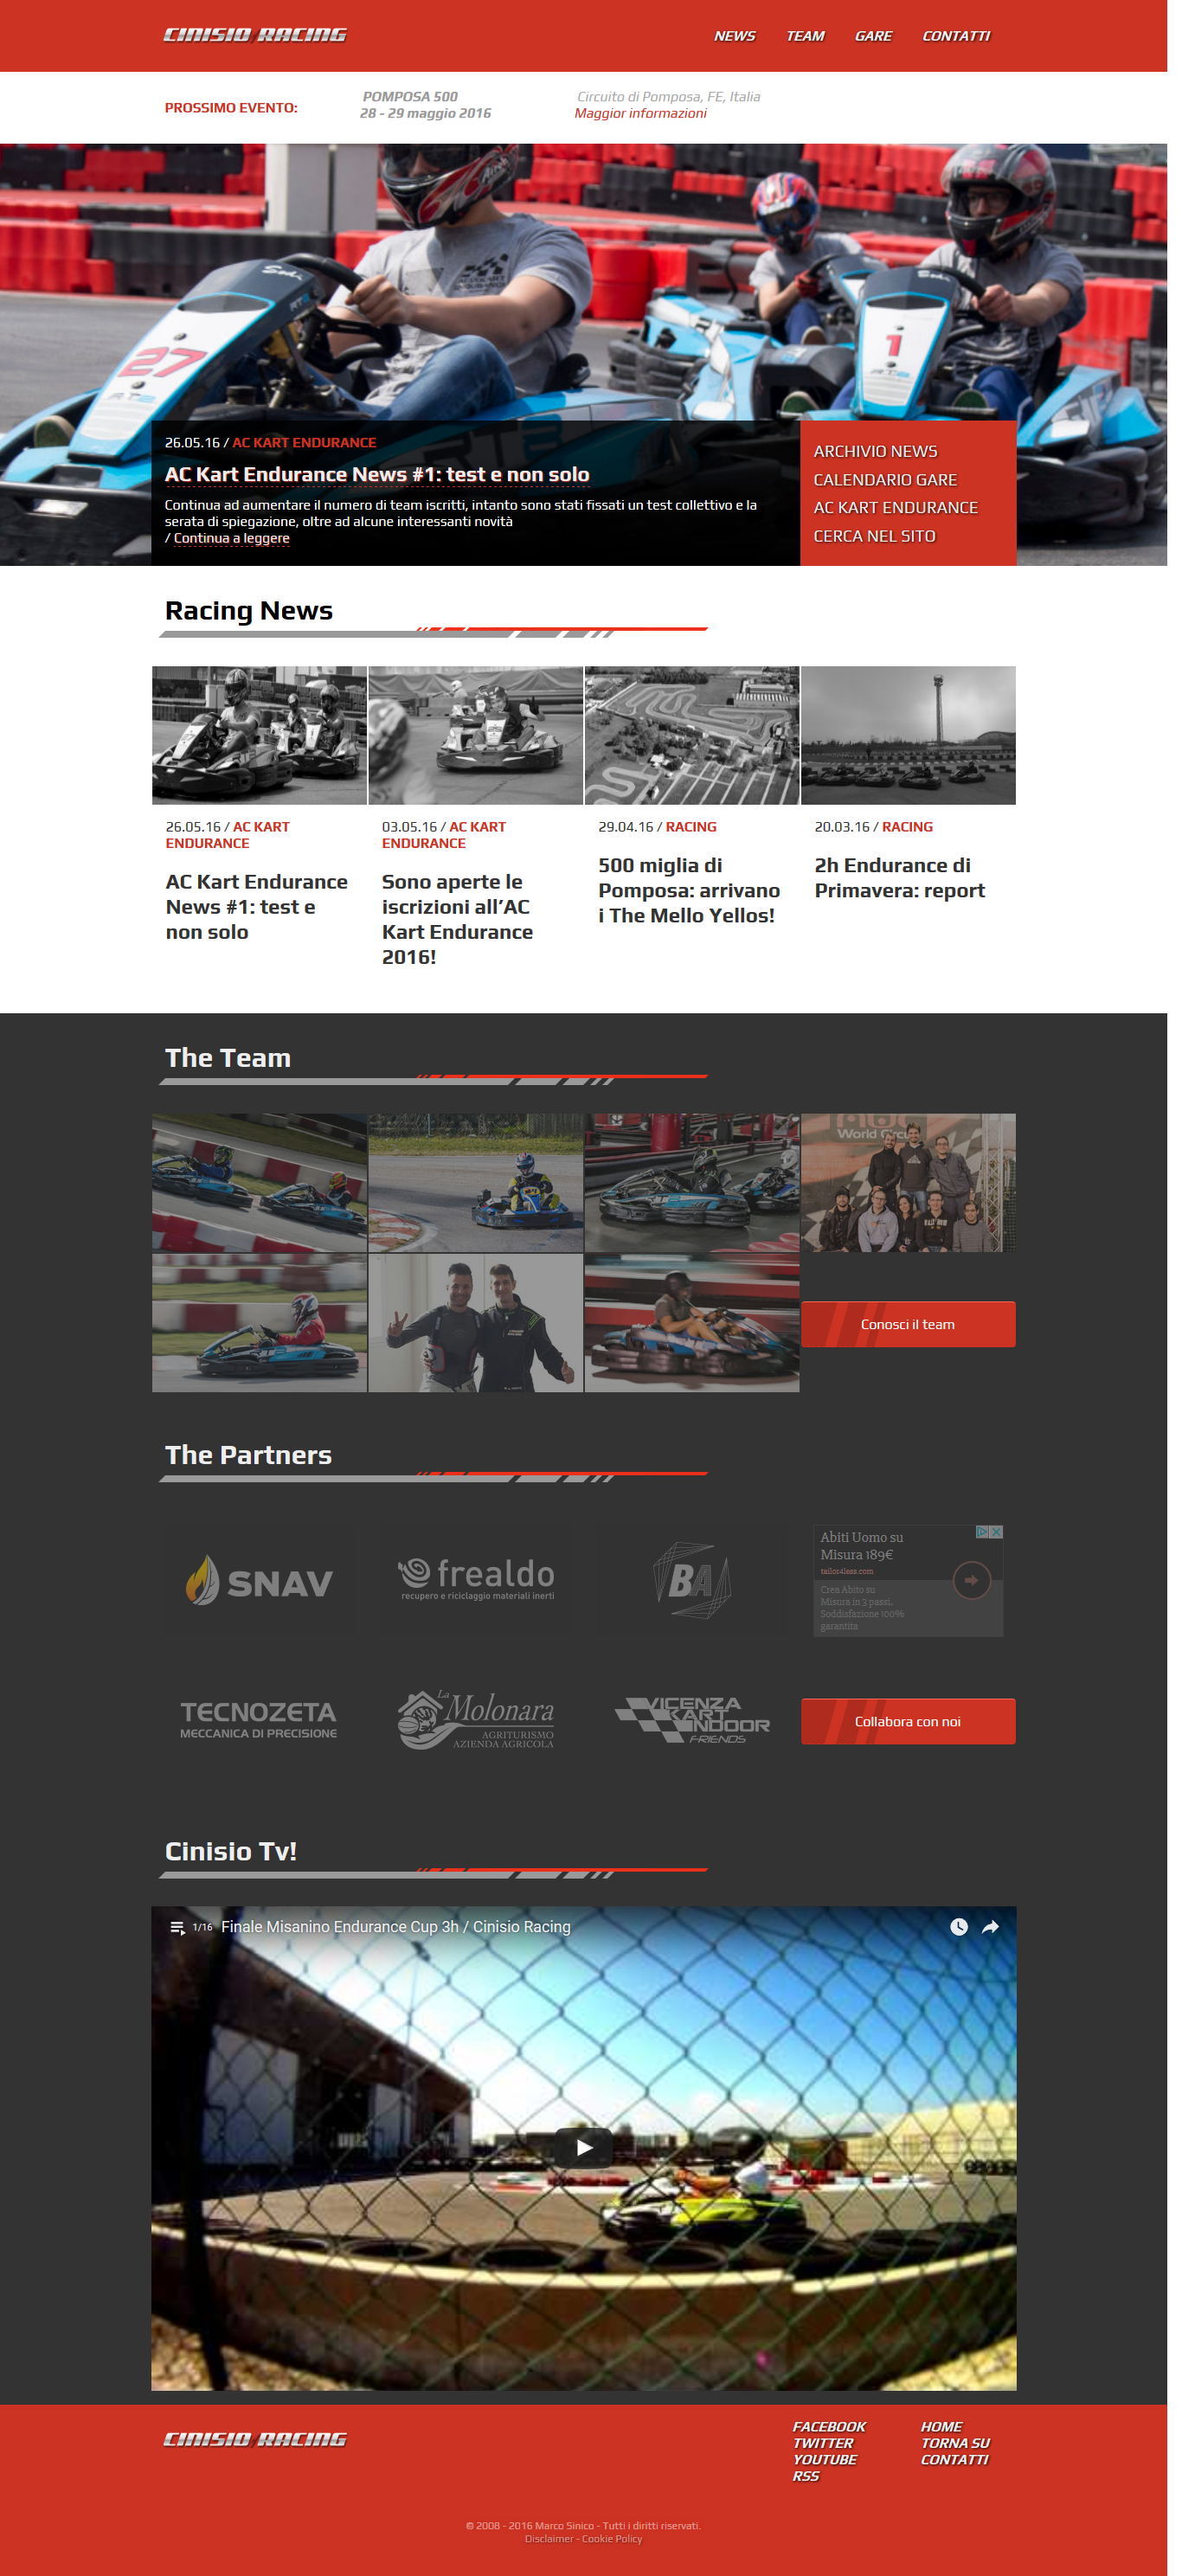 CINISIO RACING
NEWS TEAM GARE CONTATTI
PROSSIMO EVENTO:
POMPOSA 500
28 - 29 maggio 2016
Circuito di Pomposa, FE, Italia
Maggior informazioni
27
1
26.05.16 / AC KART ENDURANCE
AC Kart Endurance News #1: test e non solo
Continua ad aumentare il numero di team iscritti, intanto sono stati fissati un test collettivo e la
serata di spiegazione, oltre ad alcune interessanti novità
/ Continua a leggere
ARCHIVIO NEWS
CALENDARIO GARE
AC KART ENDURANCE
CERCA NEL SITO
Racing News
26.05.16 / AC KART
ENDURANCE
AC Kart Endurance
News #1: test e
non solo
03.05.16 / AC KART
ENDURANCE
Sono aperte le
iscrizioni all’AC
Kart Endurance
2016!
29.04.16 / RACING
500 miglia di
Pomposa: arrivano
i The Mello Yellos!
20.03.16 / RACING
2h Endurance di
Primavera: report
The Team
World Circuit
Conosci il team
The Partners
SNAV
frealdo
recupero e riciclaggio materiali inerti
BA
Abiti Uomo su
Misura 189€
tailor4less.com
Crea Abito su
Misura in 3 passi.
Soddisfazione 100%
garantita
TECNOZETA
MECCANICA DI PRECISIONE
La Molonara
AGRITURISMO
AZIENDA AGRICOLA
VICENZA
KART
INDOOR
FRIENDS
Collabora con noi
Cinisio Tv!
1/16 Finale Misanino Endurance Cup 3h / Cinisio Racing
CINISIO RACING
FACEBOOK
TWITTER
YOUTUBE
RSS
HOME
TORNA SU
CONTATTI
© 2008 - 2016 Marco Sinico - Tutti i diritti riservati.
Disclaimer - Cookie Policy